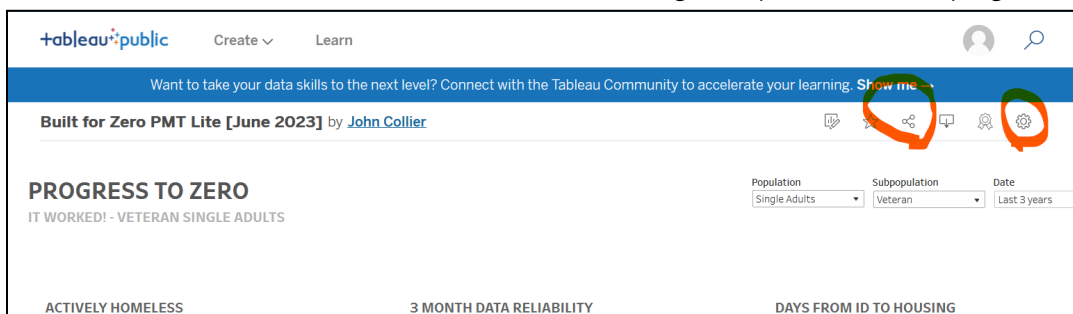 +ableau public Create Learn
Want to take your data skills to the next level? Connect with the Tableau Community to accelerate your learning. Show me →
Built for Zero PMT Lite [June 2023] by John Collier
PROGRESS TO ZERO
IT WORKED! - VETERAN SINGLE ADULTS
Population Subpopulation Date
Single Adults Veteran Last 3 years
ACTIVELY HOMELESS 3 MONTH DATA RELIABILITY DAYS FROM ID TO HOUSING